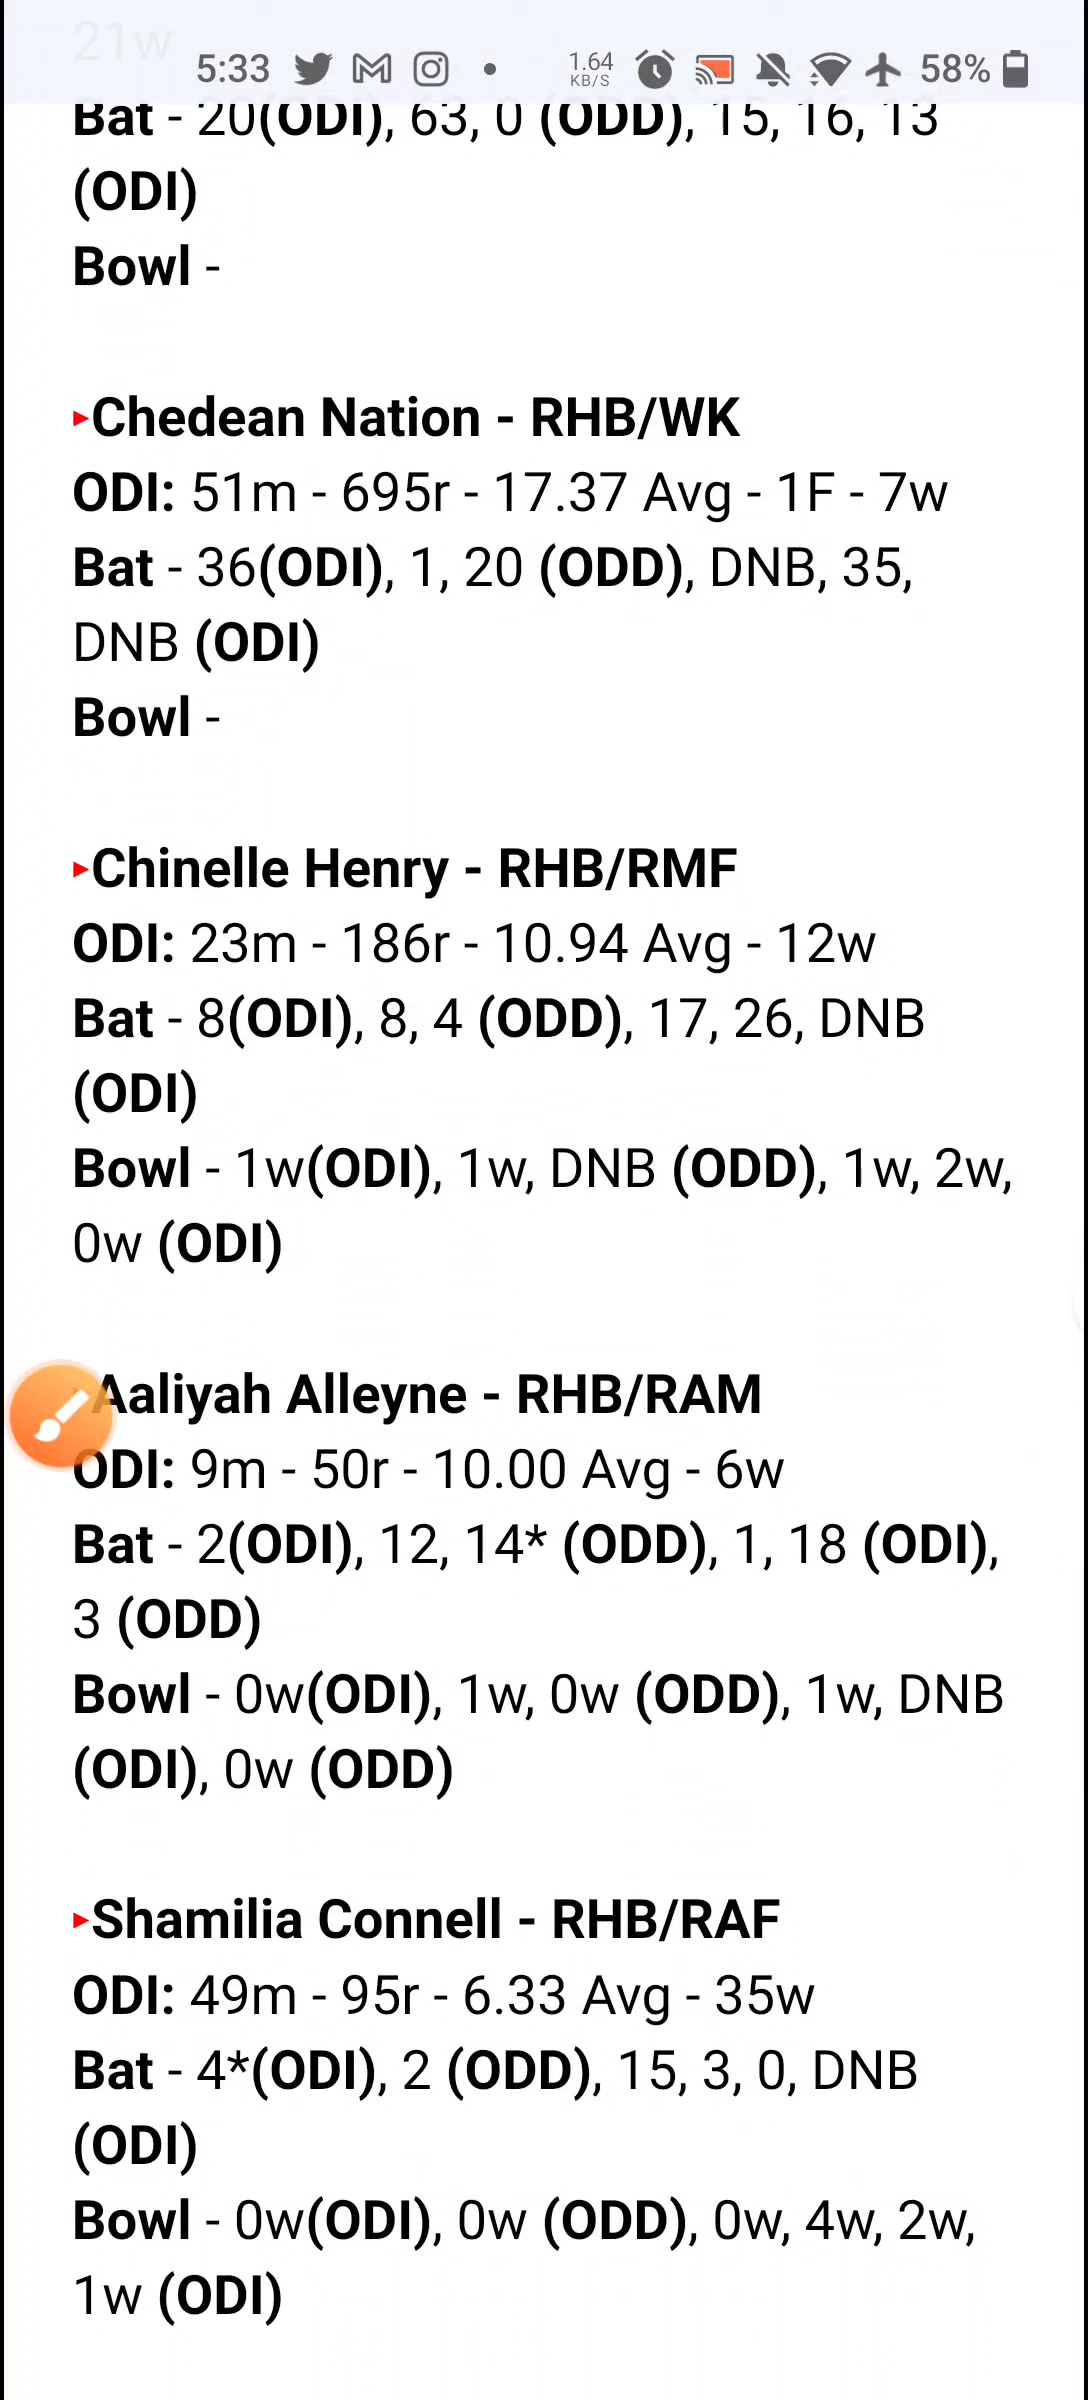 21w
5:33 1.64 KB/S 58%
Bat - 20(ODI), 63, 0 (ODD), 15, 16, 13
(ODI)
Bowl -
▸Chedean Nation - RHB/WK
ODI: 51m - 695r - 17.37 Avg - 1F - 7w
Bat - 36(ODI), 1, 20 (ODD), DNB, 35,
DNB (ODI)
Bowl -
▸Chinelle Henry - RHB/RMF
ODI: 23m - 186r - 10.94 Avg - 12w
Bat - 8(ODI), 8, 4 (ODD), 17, 26, DNB
(ODI)
Bowl - 1w(ODI), 1w, DNB (ODD), 1w, 2w,
0w (ODI)
Aaliyah Alleyne - RHB/RAM
ODI: 9m - 50r - 10.00 Avg - 6w
Bat - 2(ODI), 12, 14* (ODD), 1, 18 (ODI),
3 (ODD)
Bowl - 0w(ODI), 1w, 0w (ODD), 1w, DNB
(ODI), 0w (ODD)
▸Shamilia Connell - RHB/RAF
ODI: 49m - 95r - 6.33 Avg - 35w
Bat - 4*(ODI), 2 (ODD), 15, 3, 0, DNB
(ODI)
Bowl - 0w(ODI), 0w (ODD), 0w, 4w, 2w,
1w (ODI)